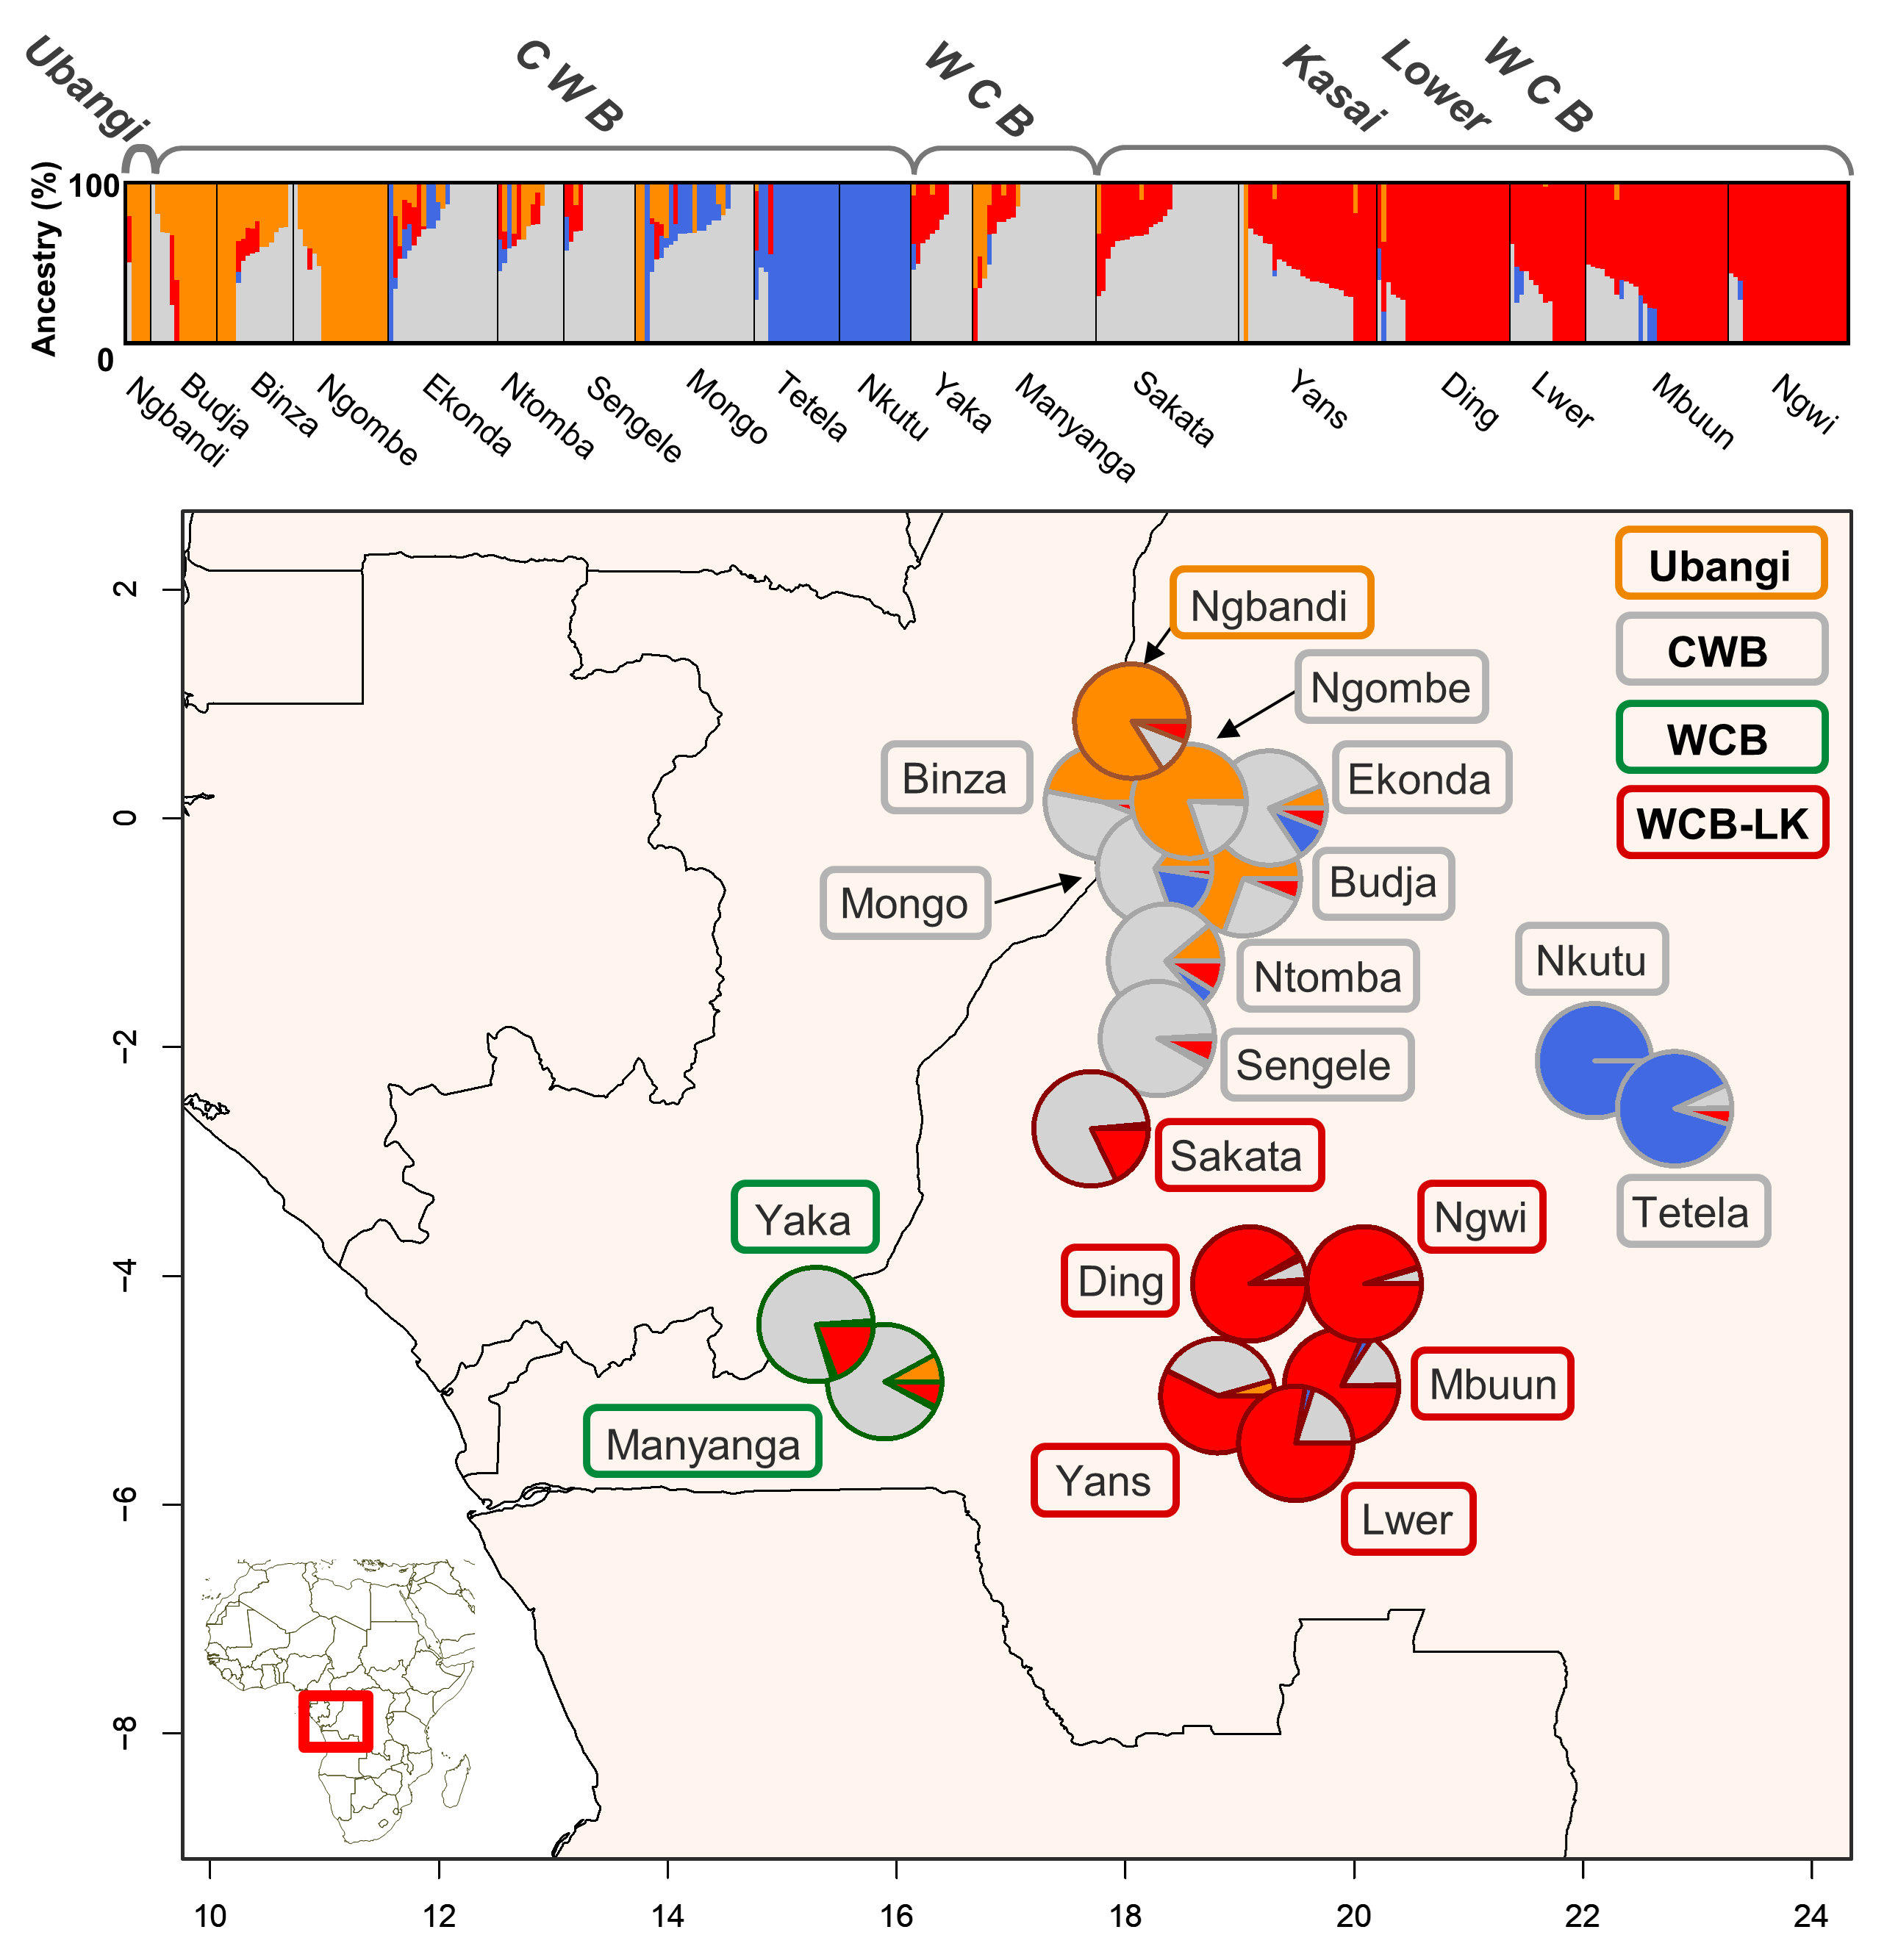 Ubangi
C W B
W C B
Kasai
Lower
W C B
Ancestry (%)
100
0
Ngbandi
Budja
Binza
Ngombe
Ekonda
Ntomba
Sengele
Mongo
Tetela
Nkutu
Yaka
Manyanga
Sakata
Yans
Ding
Lwer
Mbuun
Ngwi
Ubangi
CWB
WCB
WCB-LK
Ngbandi
Ngombe
Binza
Ekonda
Mongo
Budja
Ntomba
Nkutu
Sengele
Sakata
Tetela
Yaka
Ngwi
Ding
Manyanga
Mbuun
Yans
Lwer
2
0
−2
−4
−6
−8
10
12
14
16
18
20
22
24